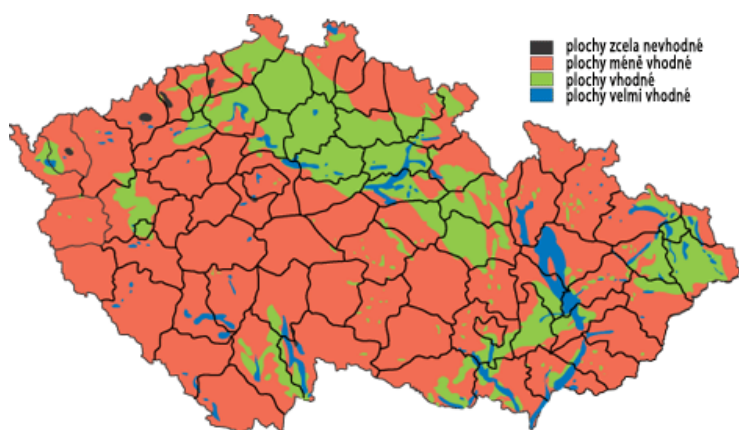 plochy zcela nevhodné
plochy méně vhodné
plochy vhodné
plochy velmi vhodné